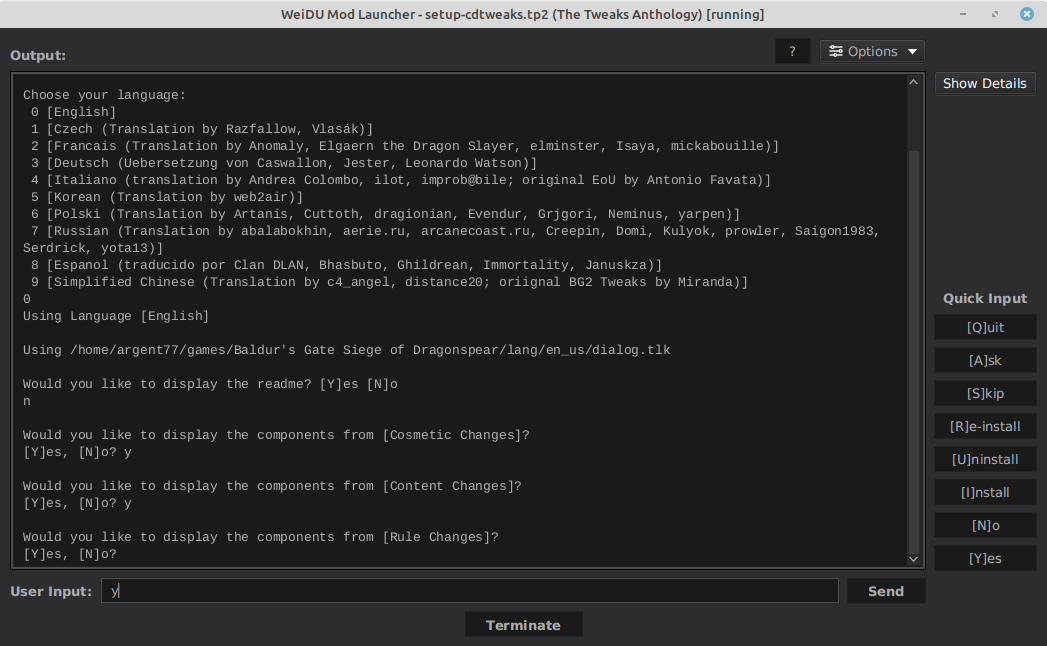 WeiDU Mod Launcher - setup-cdtweaks.tp2 (The Tweaks Anthology) [running]
Output:
?
Options
Show Details
Choose your language:
0 [English]
1 [Czech (Translation by Razfallow, Vlasák)]
2 [Francais (Translation by Anomaly, Elgaern the Dragon Slayer, elminster, Isaya, mickabouille)]
3 [Deutsch (Uebersetzung von Caswallon, Jester, Leonardo Watson)]
4 [Italiano (translation by Andrea Colombo, ilot, improb@bile; original EoU by Antonio Favata)]
5 [Korean (Translation by web2air)]
6 [Polski (Translation by Artanis, Cuttoth, dragionian, Evendur, Grjgori, Neminus, yarpen)]
7 [Russian (Translation by abalabokhin, aerie.ru, arcanecoast.ru, Creepin, Domi, Kulyok, prowler, Saigon1983,
Serdrick, yota13)]
8 [Espanol (traducido por Clan DLAN, Bhasbuto, Ghildrean, Immortality, Januskza)]
9 [Simplified Chinese (Translation by c4_angel, distance20; oriignal BG2 Tweaks by Miranda)]
0
Using Language [English]
Using /home/argent77/games/Baldur's Gate Siege of Dragonspear/lang/en_us/dialog.tlk
Would you like to display the readme? [Y]es [N]o
n
Would you like to display the components from [Cosmetic Changes]?
[Y]es, [N]o? y
Would you like to display the components from [Content Changes]?
[Y]es, [N]o? y
Would you like to display the components from [Rule Changes]?
[Y]es, [N]o?
Quick Input
[Q]uit
[A]sk
[S]kip
[R]e-install
[U]ninstall
[I]nstall
[N]o
[Y]es
User Input:
y
Send
Terminate